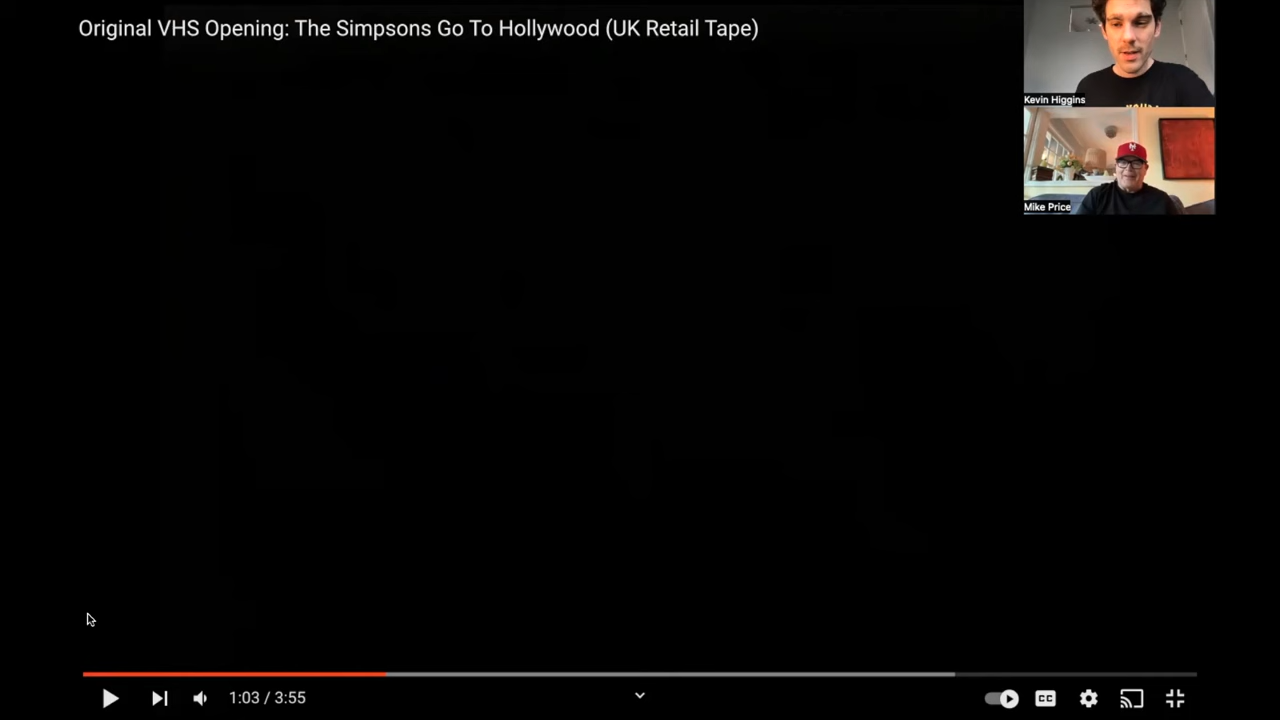 Original VHS Opening: The Simpsons Go To Hollywood (UK Retail Tape)
Kevin Higgins
Mike Price
1:03 / 3:55
CC